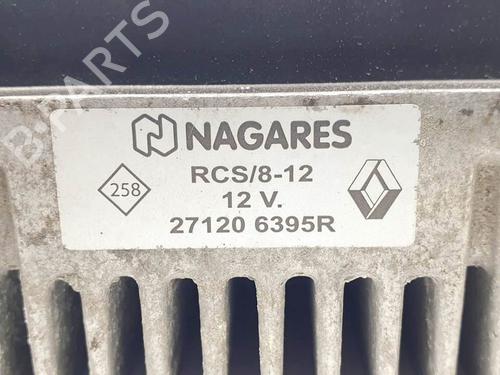 NAGARES
RCS/8-12
258
12 V.
27120 6395R
B-PARTS